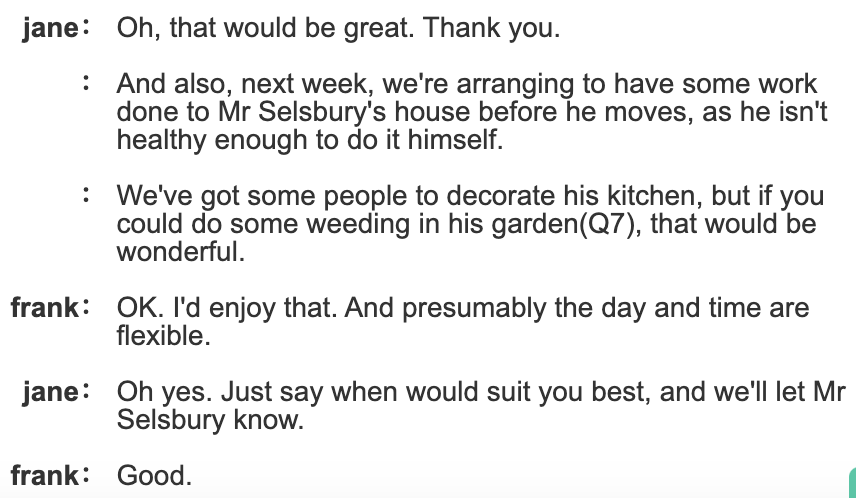 jane: Oh, that would be great. Thank you.
: And also, next week, we're arranging to have some work
done to Mr Selsbury's house before he moves, as he isn't
healthy enough to do it himself.
: We've got some people to decorate his kitchen, but if you
could do some weeding in his garden(Q7), that would be
wonderful.
frank: OK. I'd enjoy that. And presumably the day and time are
flexible.
jane: Oh yes. Just say when would suit you best, and we'll let Mr
Selsbury know.
frank: Good.